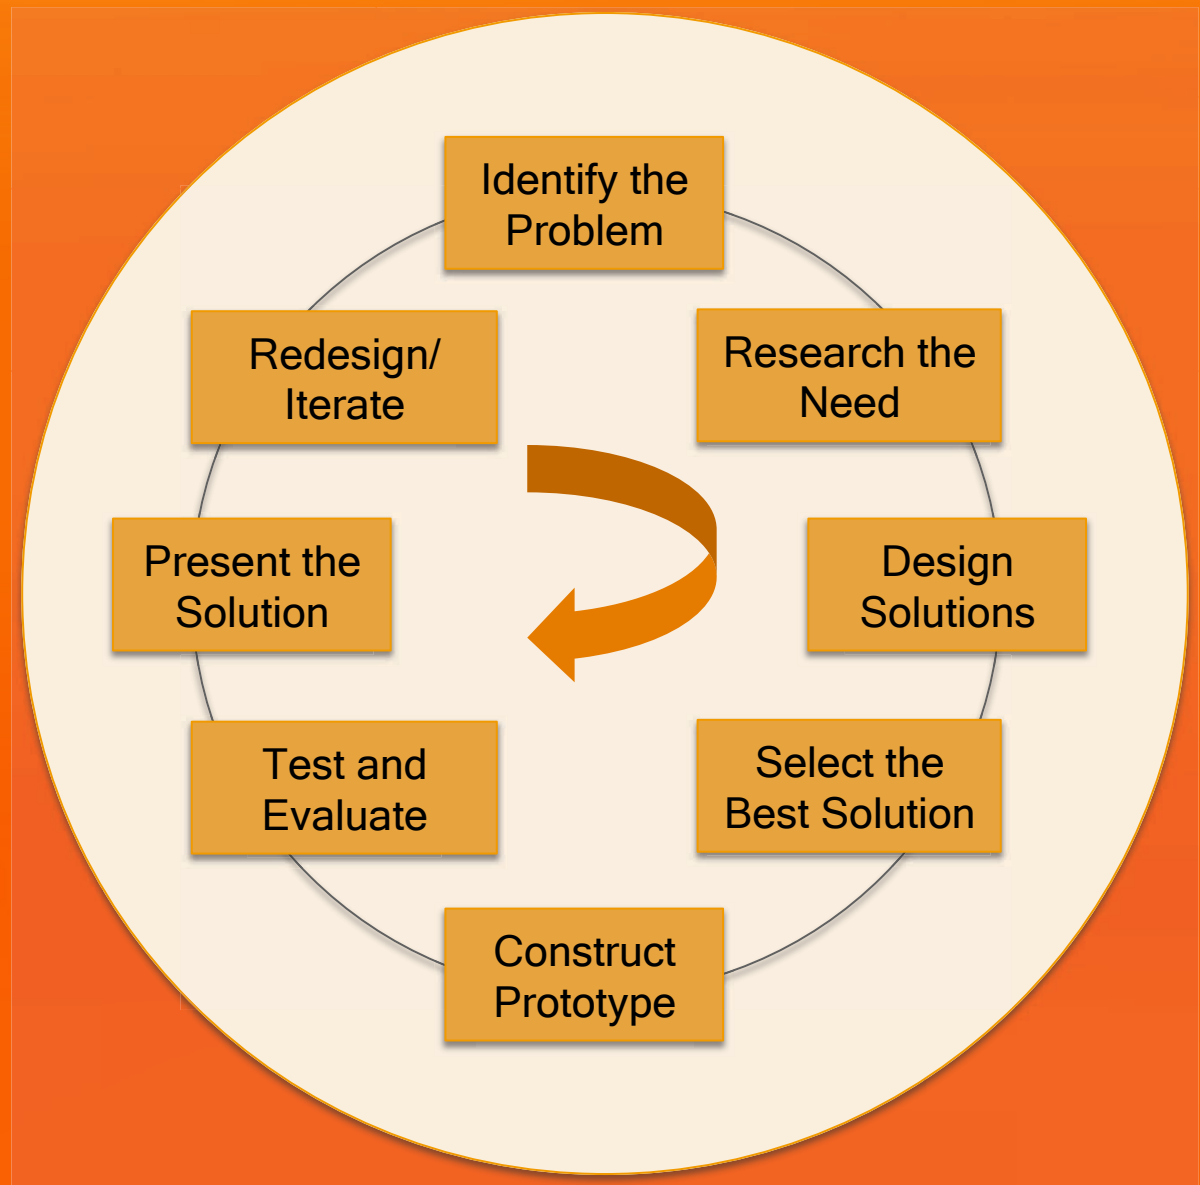 Identify the
Problem
Research the
Need
Design
Solutions
Select the
Best Solution
Construct
Prototype
Test and
Evaluate
Present the
Solution
Redesign/
Iterate